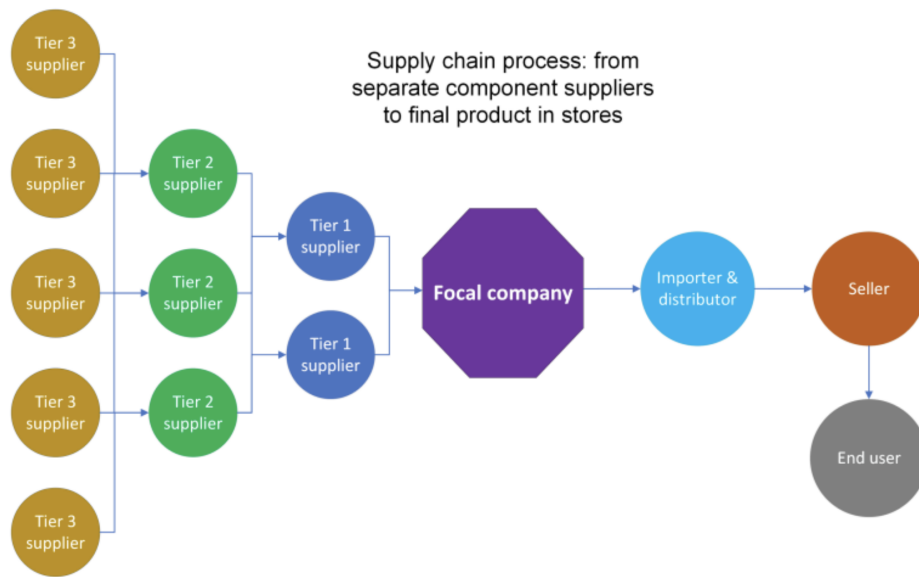 Supply chain process: from
separate component suppliers
to final product in stores
Tier 3
supplier
Tier 3
supplier
Tier 3
supplier
Tier 3
supplier
Tier 3
supplier
Tier 2
supplier
Tier 2
supplier
Tier 2
supplier
Tier 1
supplier
Tier 1
supplier
Focal company
Importer &
distributor
Seller
End user